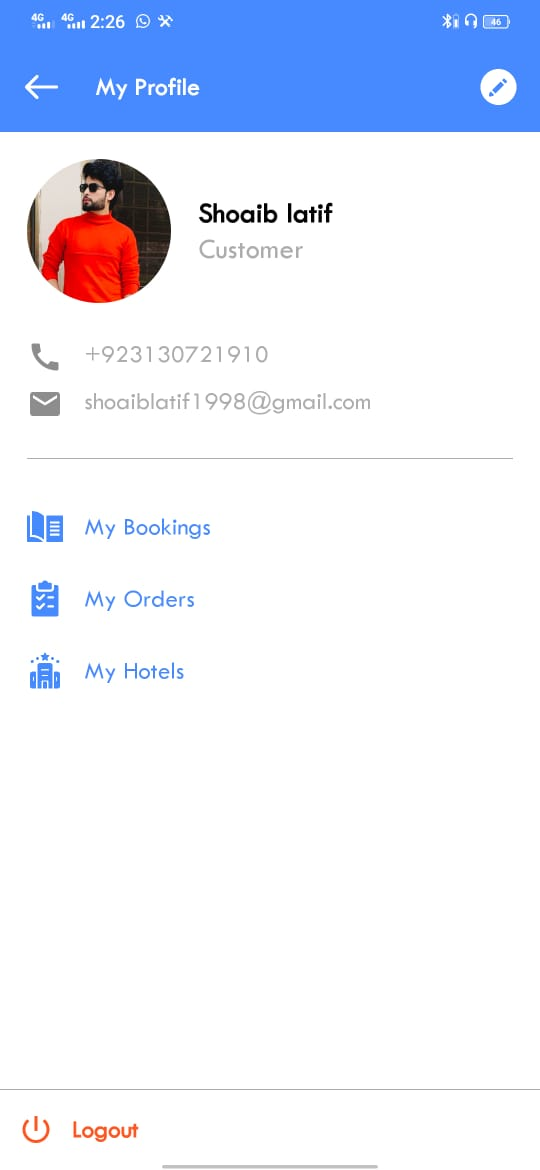 4G 4G 2:26 46
My Profile
Shoaib latif
Customer
+923130721910
shoaiblatif1998@gmail.com
My Bookings
My Orders
My Hotels
Logout